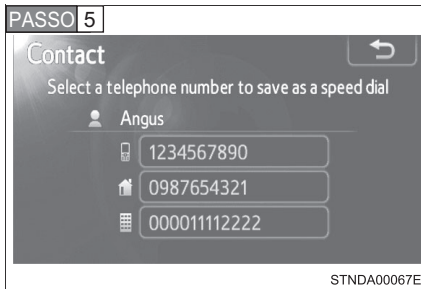 PASSO 5
Contact
Select a telephone number to save as a speed dial
Angus
1234567890
0987654321
000011112222
STNDA00067E